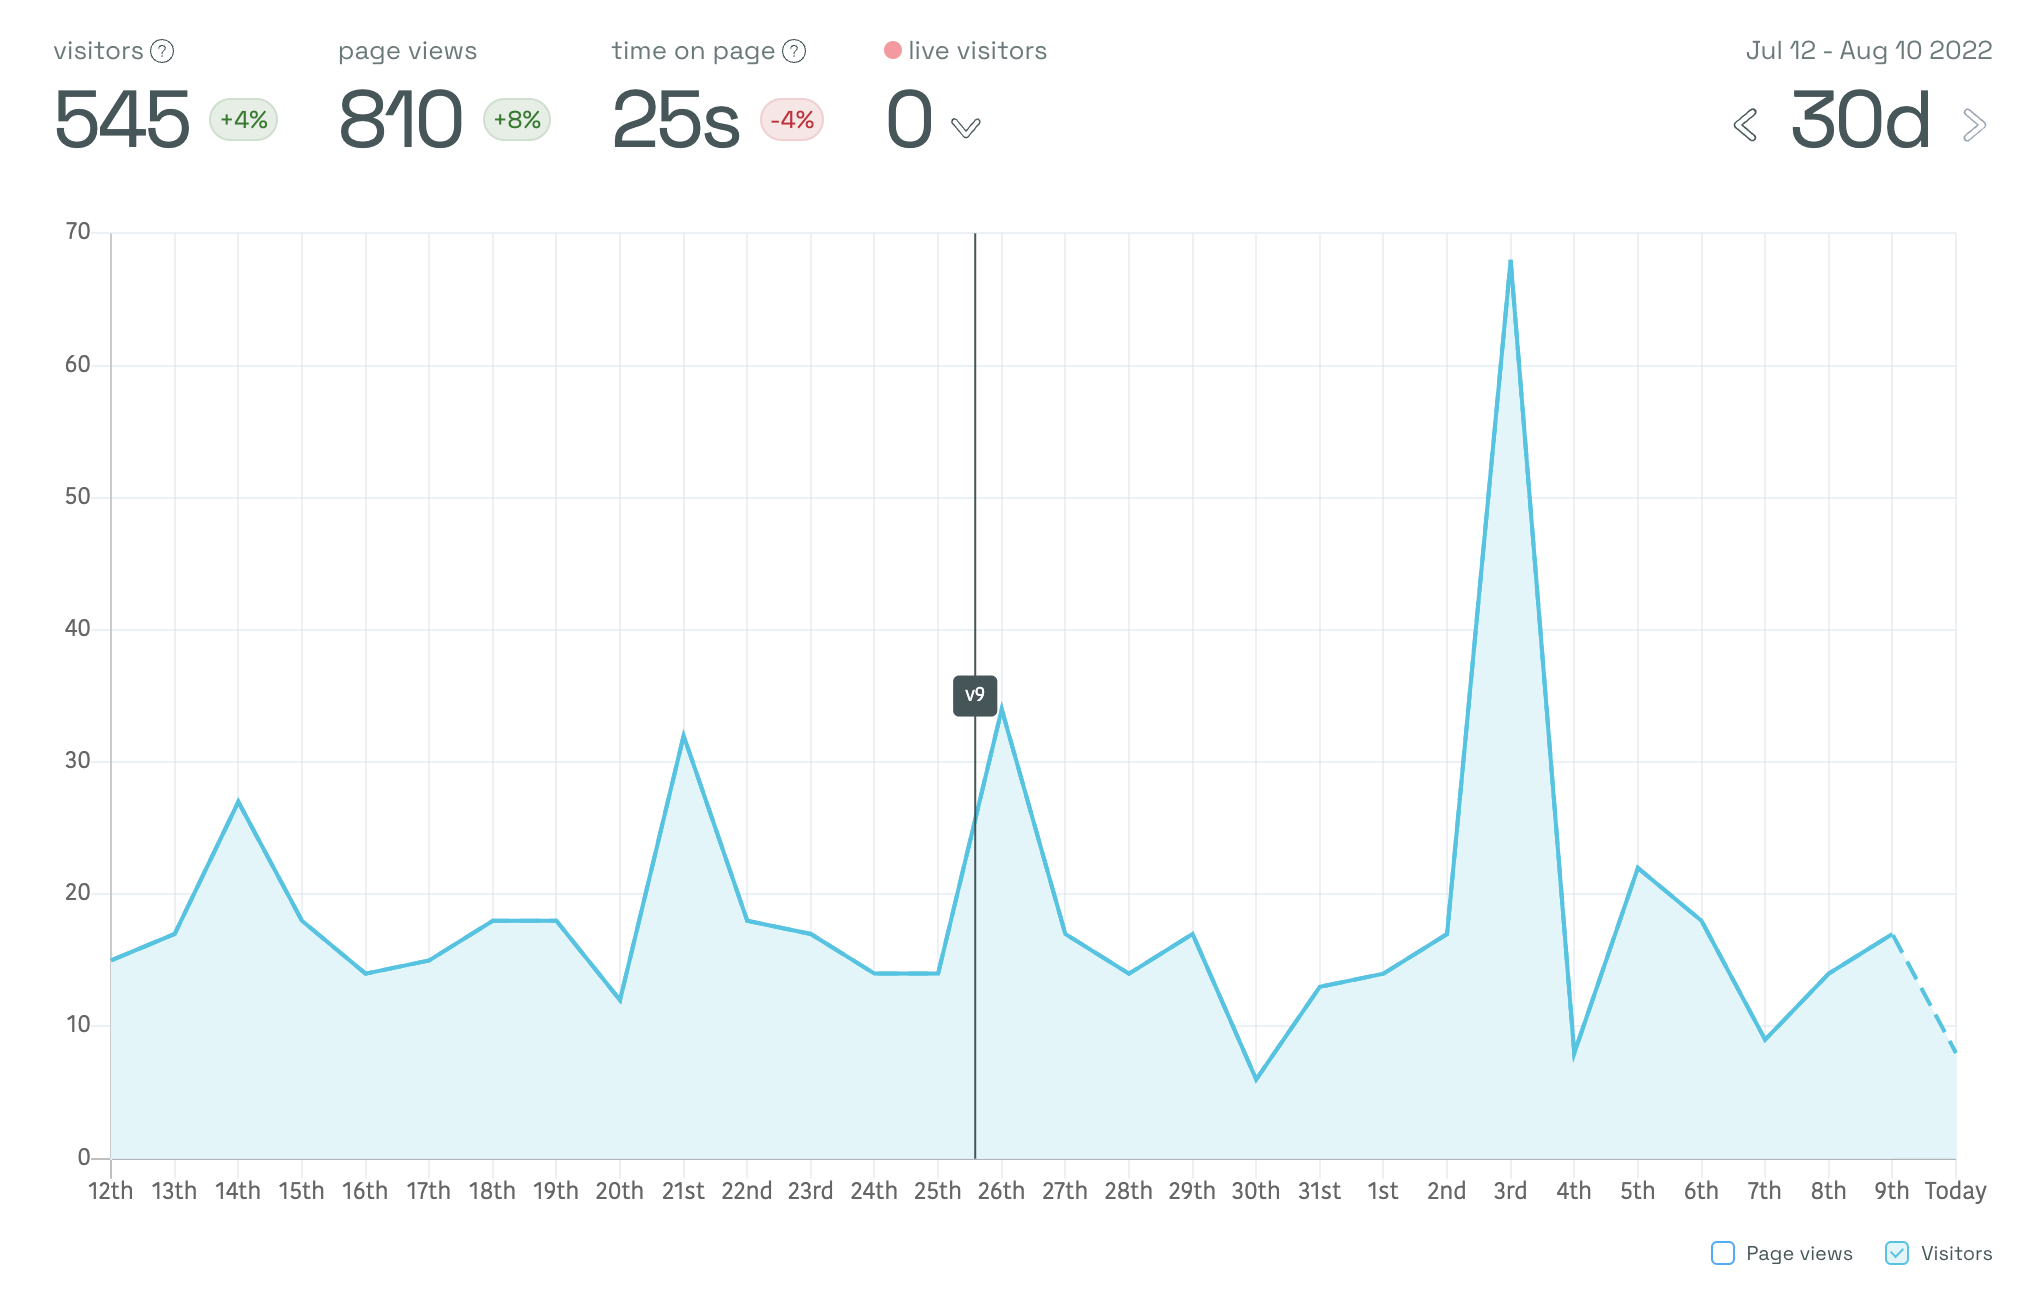 visitors ? page views time on page ? live visitors Jul 12 - Aug 10 2022
545 +4% 810 +8% 25s -4% 0 30d
70
60
50
40
v9
30
20
10
0
12th 13th 14th 15th 16th 17th 18th 19th 20th 21st 22nd 23rd 24th 25th 26th 27th 28th 29th 30th 31st 1st 2nd 3rd 4th 5th 6th 7th 8th 9th Today
Page views Visitors